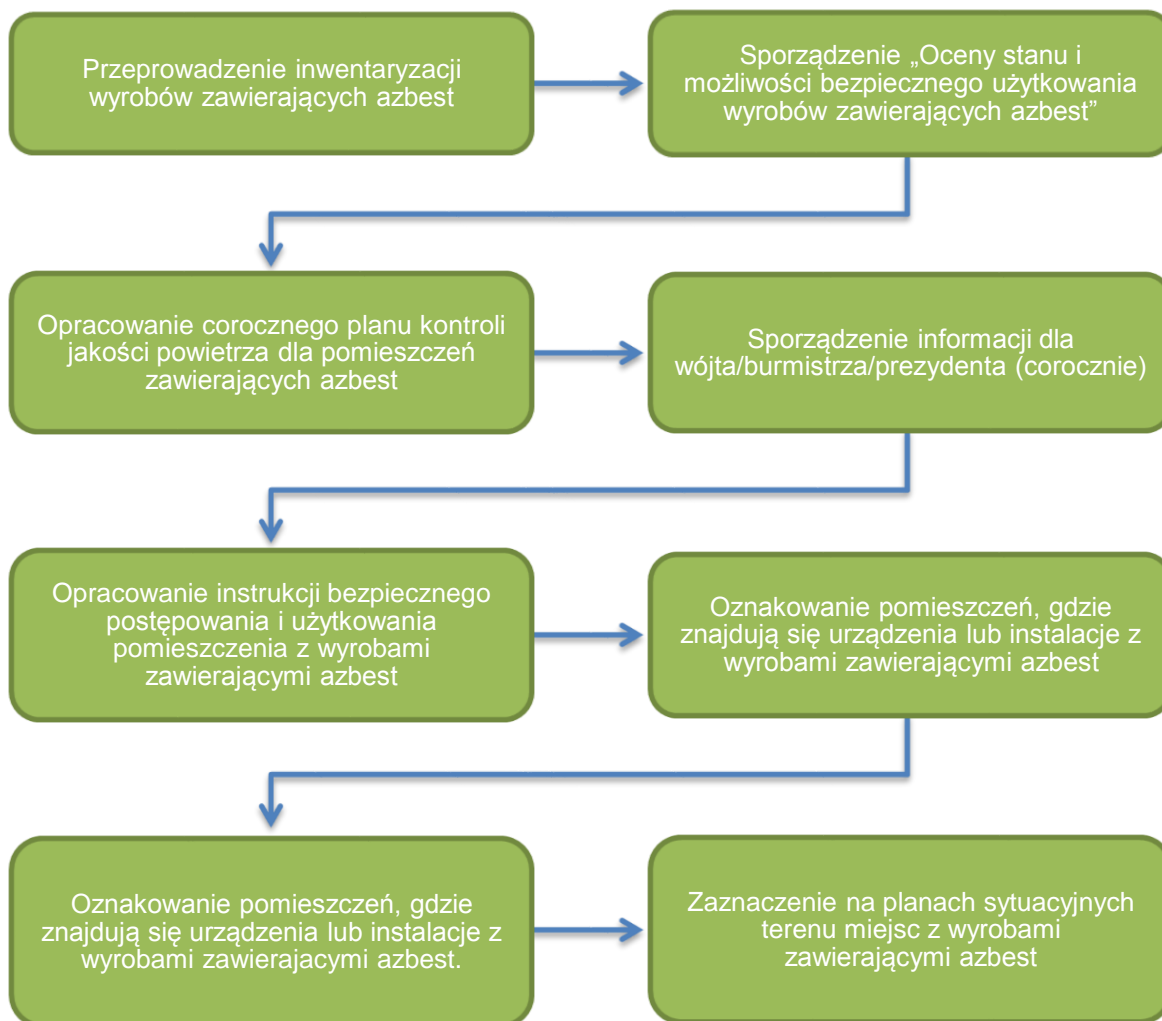 Przeprowadzenie inwentaryzacji
wyrobów zawierających azbest
Sporządzenie „Oceny stanu i
możliwości bezpiecznego użytkowania
wyrobów zawierających azbest”
Opracowanie corocznego planu kontroli
jakości powietrza dla pomieszczeń
zawierających azbest
Sporządzenie informacji dla
wójta/burmistrza/prezydenta (corocznie)
Opracowanie instrukcji bezpiecznego
postępowania i użytkowania
pomieszczenia z wyrobami
zawierającymi azbest
Oznakowanie pomieszczeń, gdzie
znajdują się urządzenia lub instalacje z
wyrobami zawierającymi azbest
Oznakowanie pomieszczeń, gdzie
znajdują się urządzenia lub instalacje z
wyrobami zawierajacymi azbest.
Zaznaczenie na planach sytuacyjnych
terenu miejsc z wyrobami
zawierającymi azbest